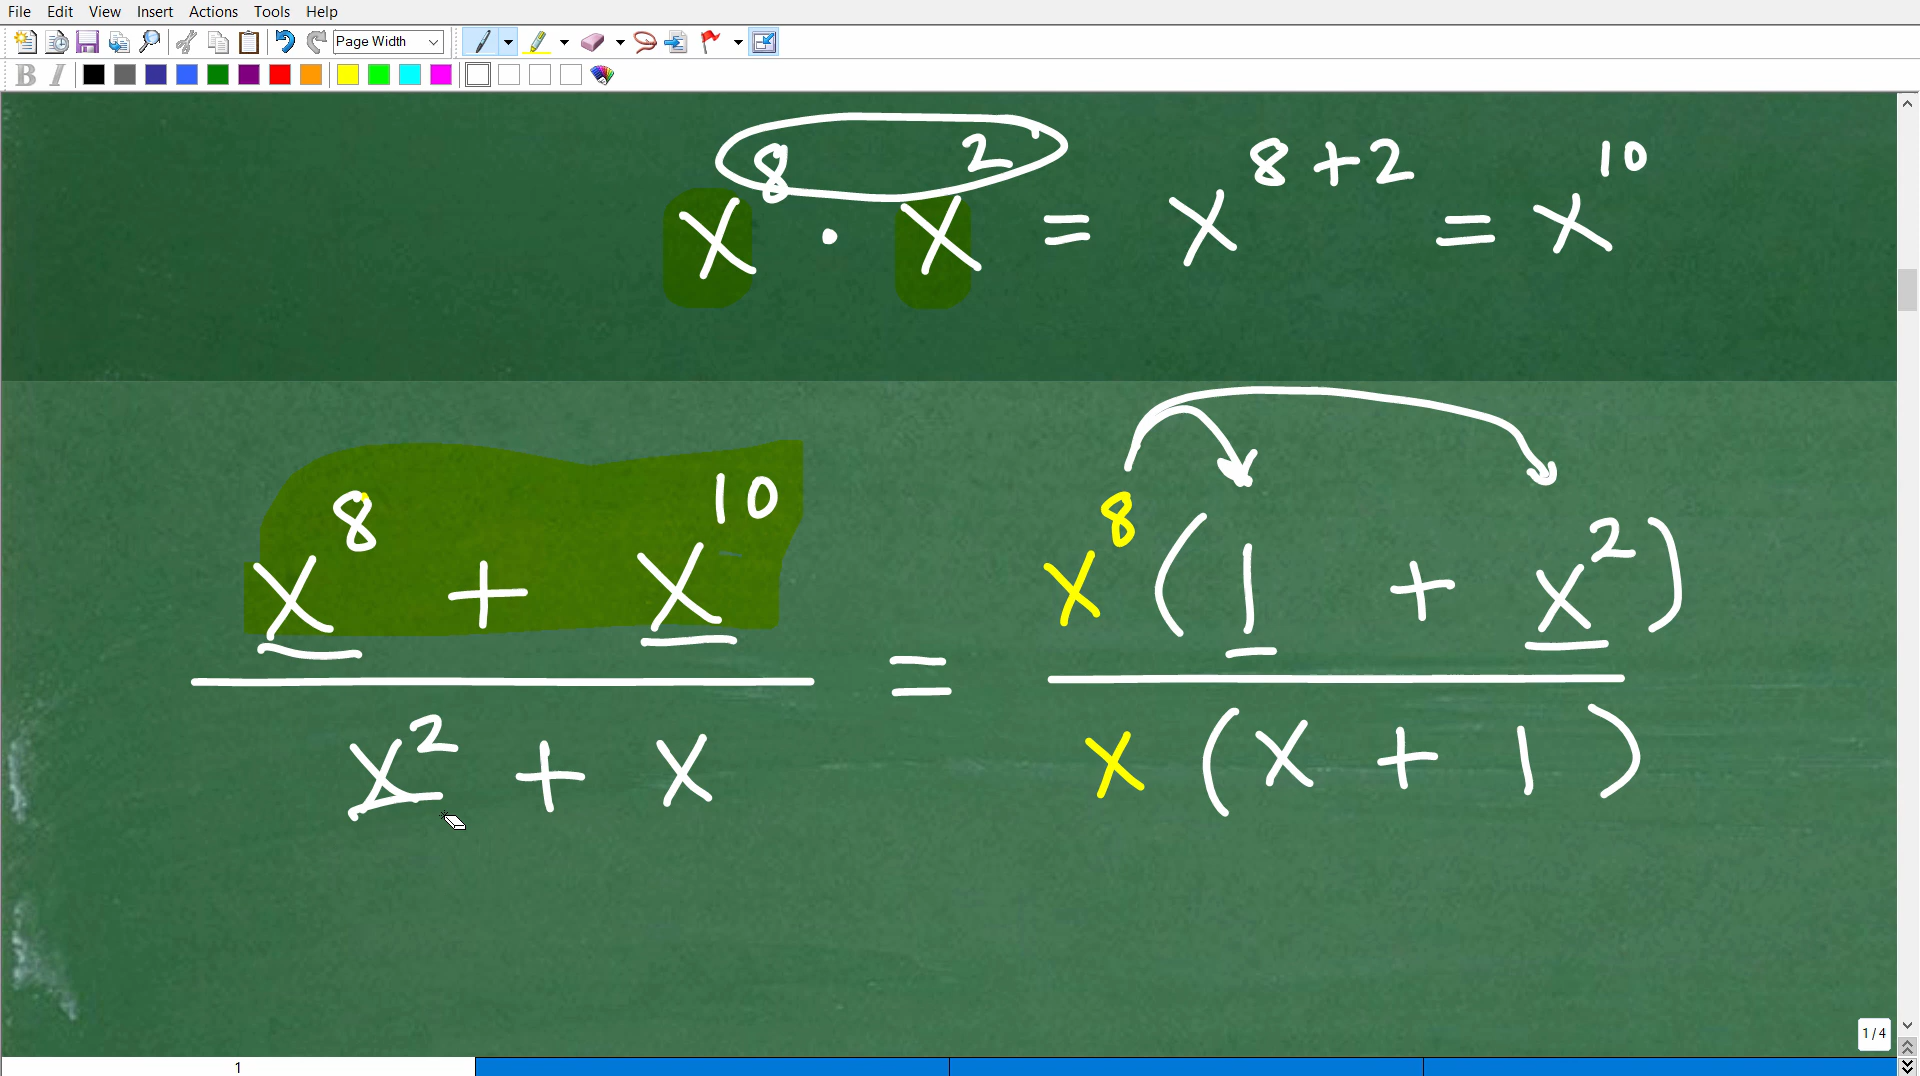 File Edit View Insert Actions Tools Help
Page Width
B I
x⁸ · x² = x⁸⁺² = x¹⁰
x⁸ + x¹⁰ = x⁸(1 + x²)
x² + x x(x + 1)
1/4
1